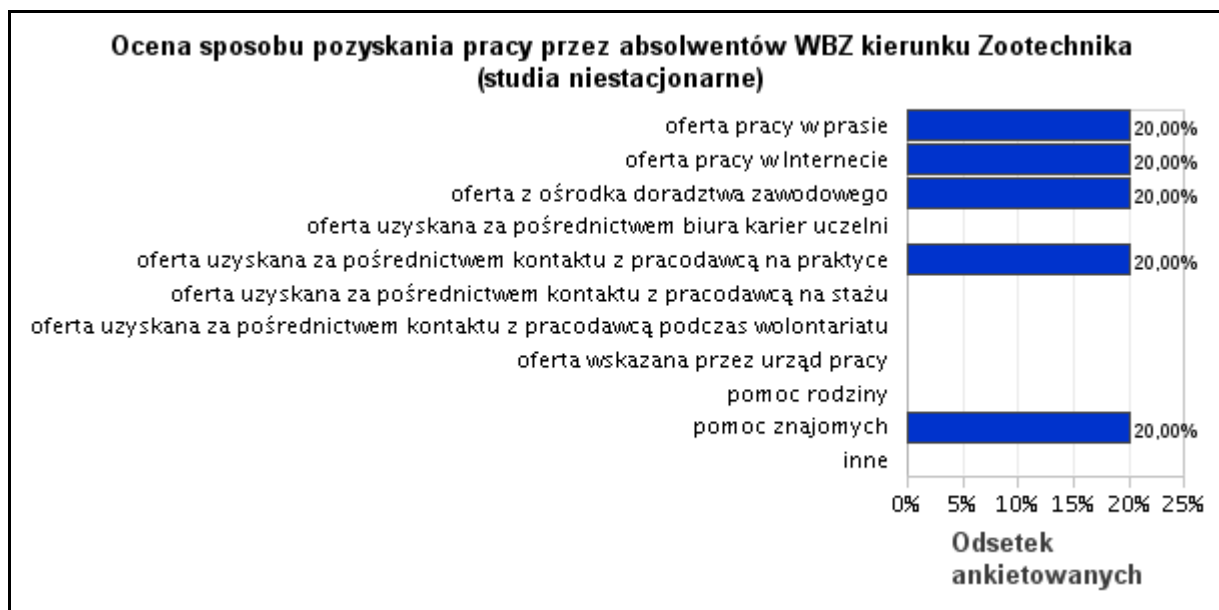 Ocena sposobu pozyskania pracy przez absolwentów WBZ kierunku Zootechnika
(studia niestacjonarne)
oferta pracy w prasie 20,00%
oferta pracy w Internecie 20,00%
oferta z ośrodka doradztwa zawodowego 20,00%
oferta uzyskana za pośrednictwem biura karier uczelni
oferta uzyskana za pośrednictwem kontaktu z pracodawcą na praktyce 20,00%
oferta uzyskana za pośrednictwem kontaktu z pracodawcą na stażu
oferta uzyskana za pośrednictwem kontaktu z pracodawcą podczas wolontariatu
oferta wskazana przez urząd pracy
pomoc rodziny
pomoc znajomych 20,00%
inne
0% 5% 10% 15% 20% 25%
Odsetek
ankietowanych